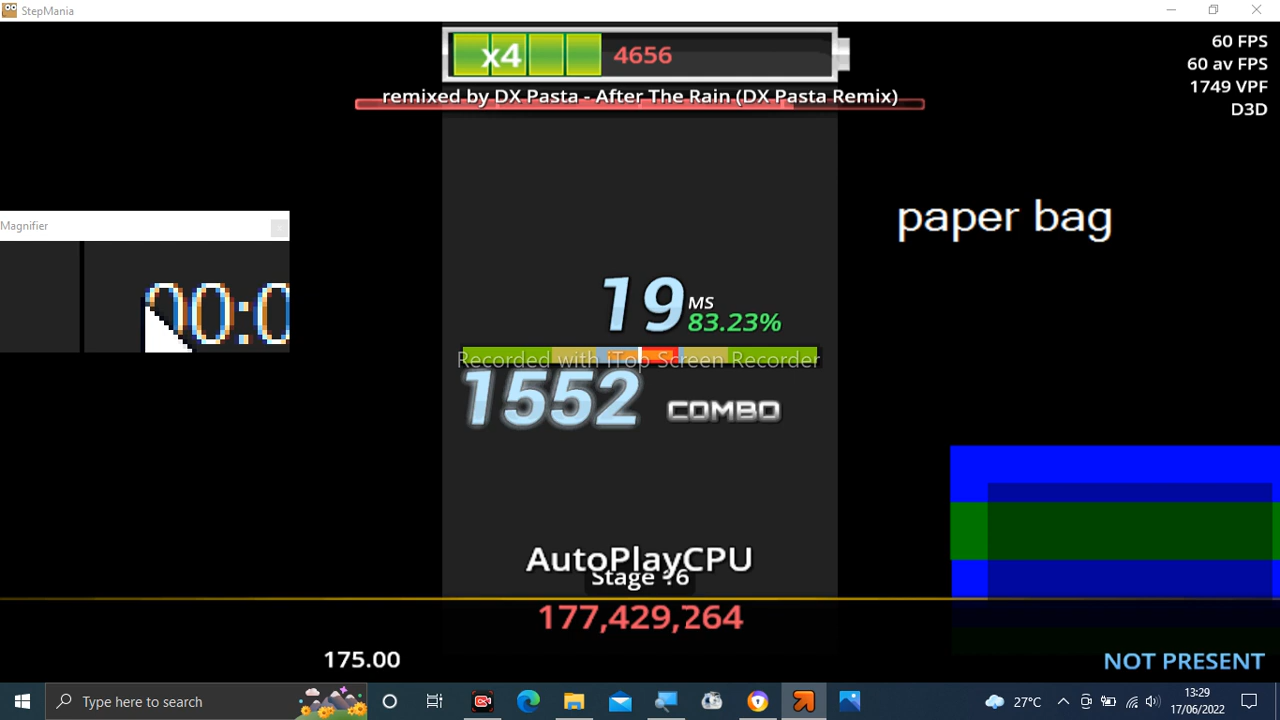 StepMania
60 FPS
60 av FPS
1749 VPF
D3D
x4 4656
remixed by DX Pasta - After The Rain (DX Pasta Remix)
Magnifier
00:0
paper bag
19 MS
83.23%
Recorded with iTop Screen Recorder
1552 COMBO
AutoPlayCPU
Stage
177,429,264
175.00
NOT PRESENT
Type here to search
27°C
13:29
17/06/2022